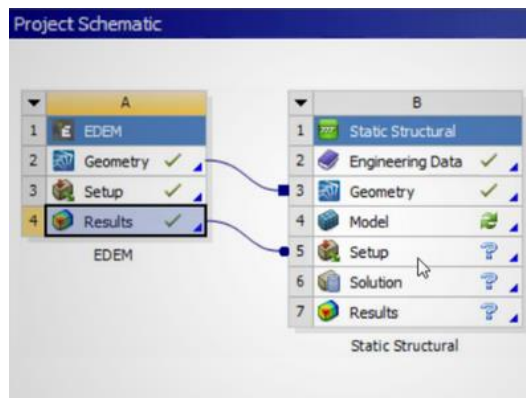 Project Schematic
A
1 EDEM
2 Geometry
3 Setup
4 Results
EDEM
B
1 Static Structural
2 Engineering Data
3 Geometry
4 Model
5 Setup
6 Solution
7 Results
Static Structural